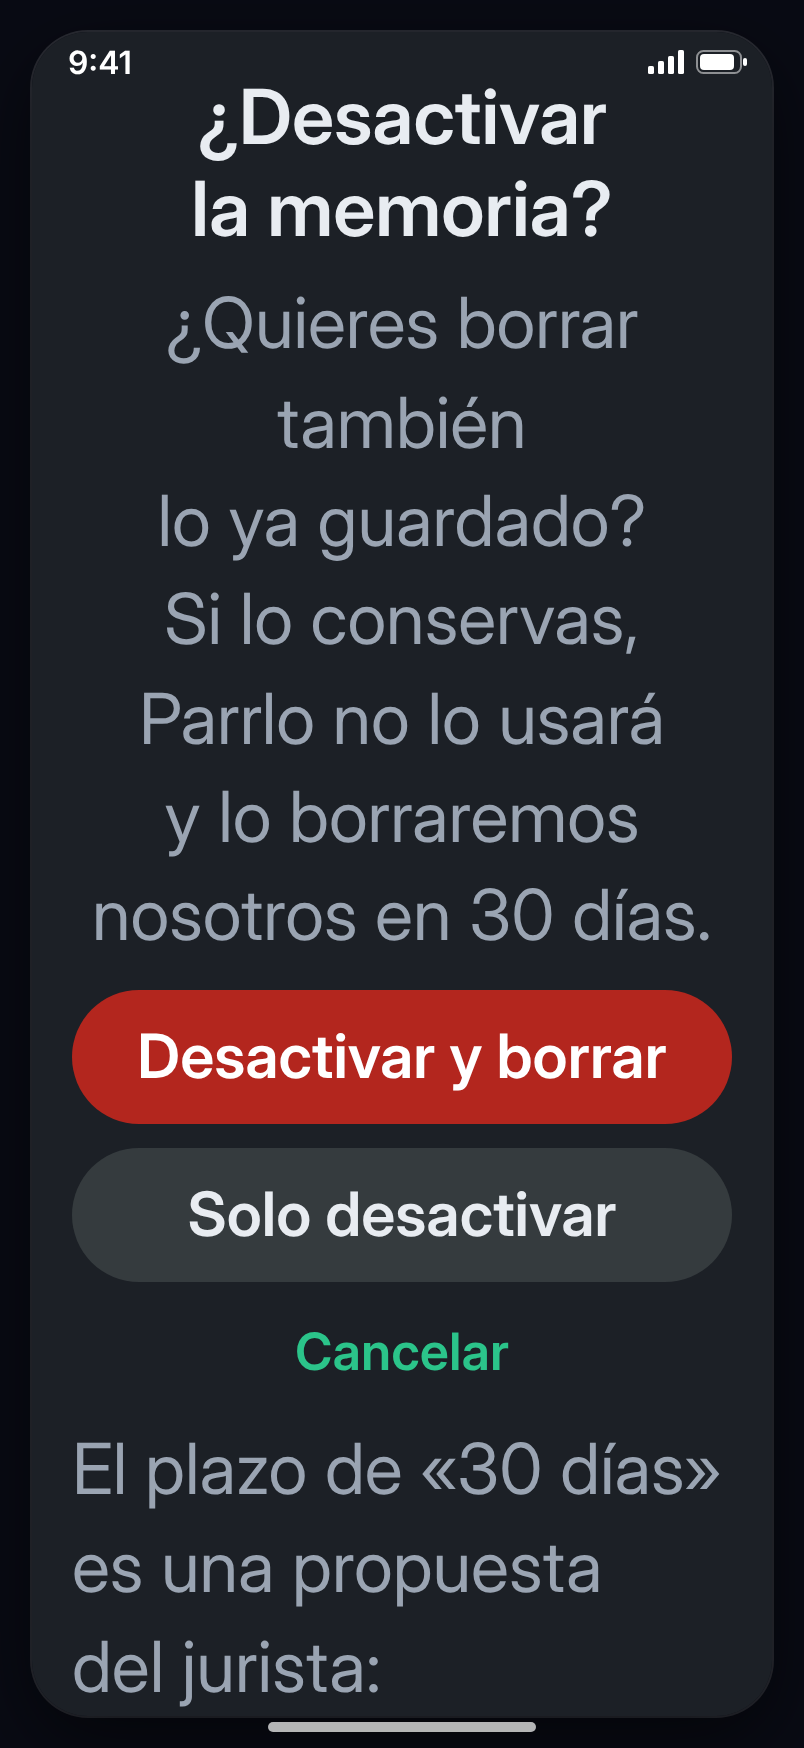 9:41
¿Desactivar
la memoria?
¿Quieres borrar
también
lo ya guardado?
Si lo conservas,
Parrlo no lo usará
y lo borraremos
nosotros en 30 días.
Desactivar y borrar
Solo desactivar
Cancelar
El plazo de «30 días»
es una propuesta
del jurista: